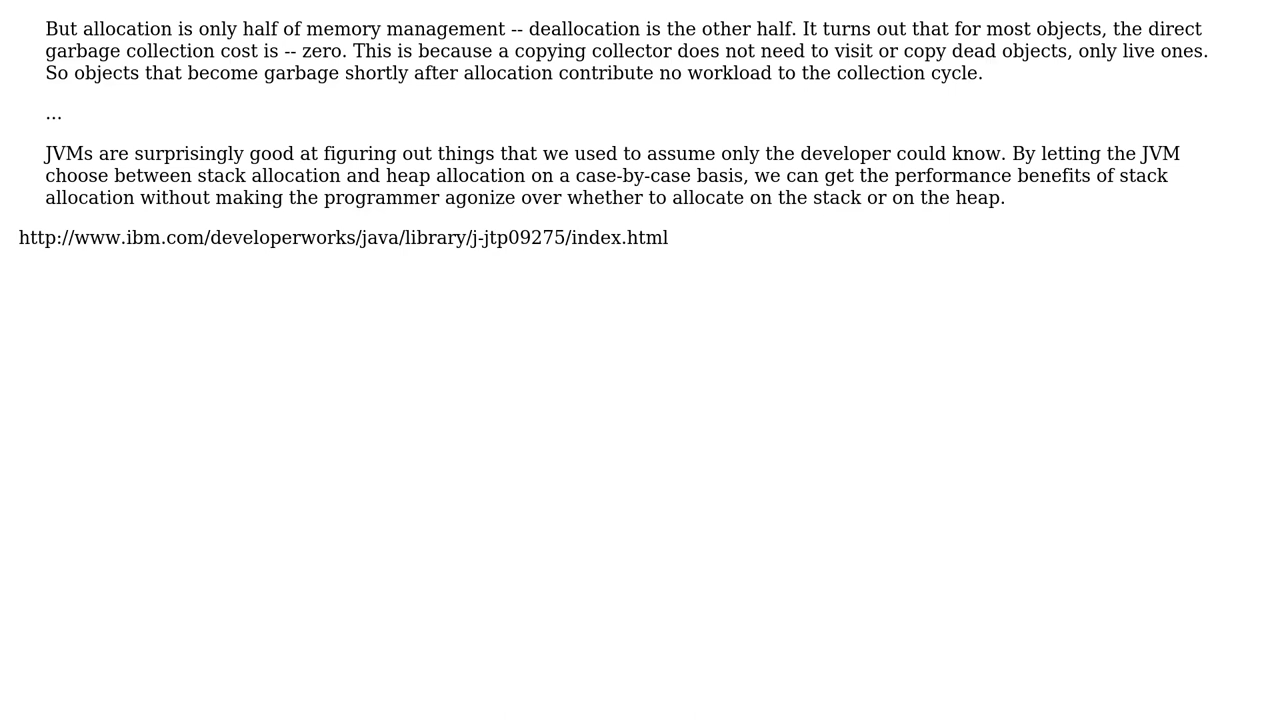 But allocation is only half of memory management -- deallocation is the other half. It turns out that for most objects, the direct
garbage collection cost is -- zero. This is because a copying collector does not need to visit or copy dead objects, only live ones.
So objects that become garbage shortly after allocation contribute no workload to the collection cycle.
...
JVMs are surprisingly good at figuring out things that we used to assume only the developer could know. By letting the JVM
choose between stack allocation and heap allocation on a case-by-case basis, we can get the performance benefits of stack
allocation without making the programmer agonize over whether to allocate on the stack or on the heap.
http://www.ibm.com/developerworks/java/library/j-jtp09275/index.html